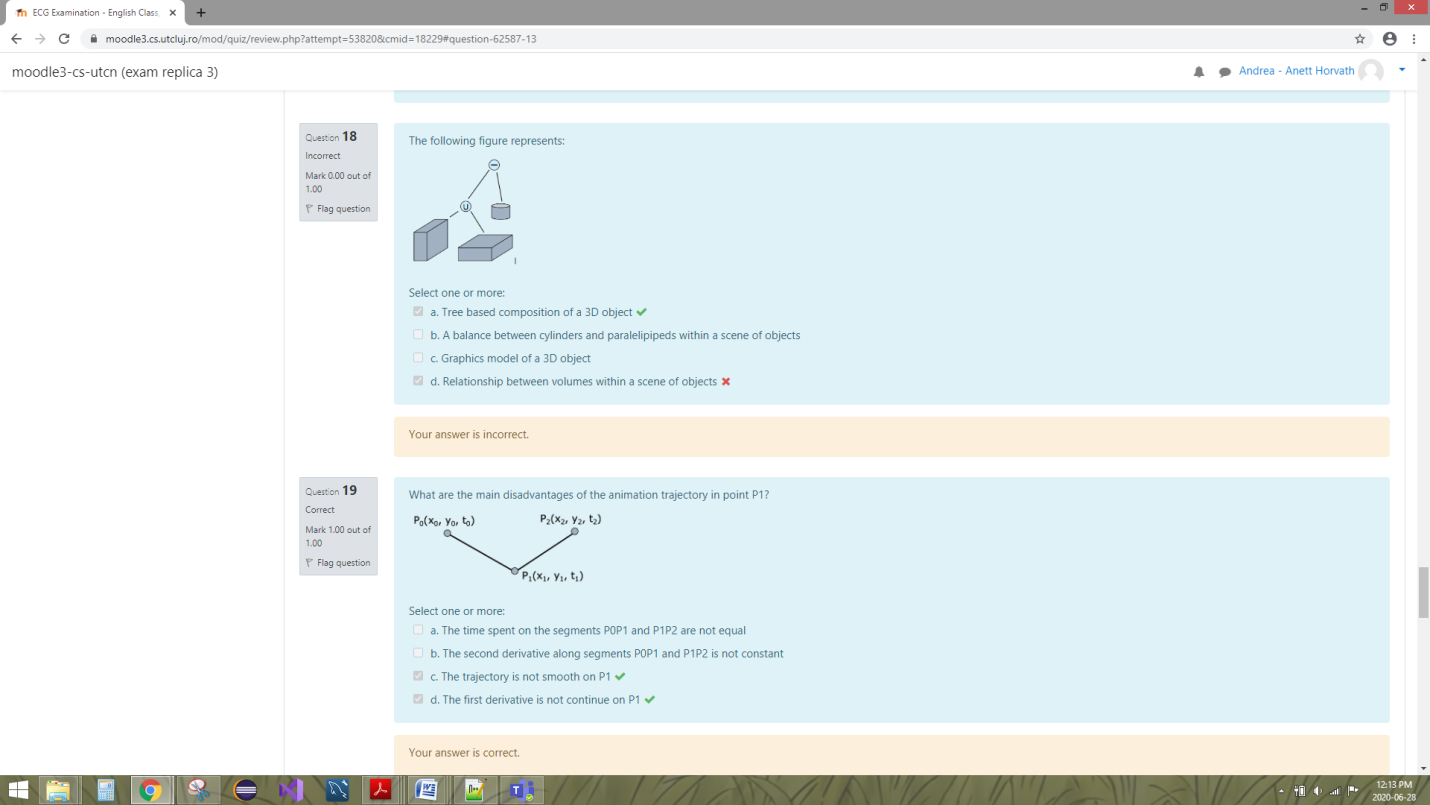 ECG Examination - English Class
moodle3.cs.utcluj.ro/mod/quiz/review.php?attempt=53820&cmid=18229#question-62587-13
moodle3-cs-utcn (exam replica 3)
Andrea - Anett Horvath
Question 18
Incorrect
Mark 0.00 out of
1.00
Flag question
The following figure represents:
U
Select one or more:
a. Tree based composition of a 3D object
b. A balance between cylinders and paralelipipeds within a scene of objects
c. Graphics model of a 3D object
d. Relationship between volumes within a scene of objects
Your answer is incorrect.
Question 19
Correct
Mark 1.00 out of
1.00
Flag question
What are the main disadvantages of the animation trajectory in point P1?
P₀(x₀, y₀, t₀)
P₂(x₂, y₂, t₂)
P₁(x₁, y₁, t₁)
Select one or more:
a. The time spent on the segments P0P1 and P1P2 are not equal
b. The second derivative along segments P0P1 and P1P2 is not constant
c. The trajectory is not smooth on P1
d. The first derivative is not continue on P1
Your answer is correct.
12:13 PM
2020-06-28